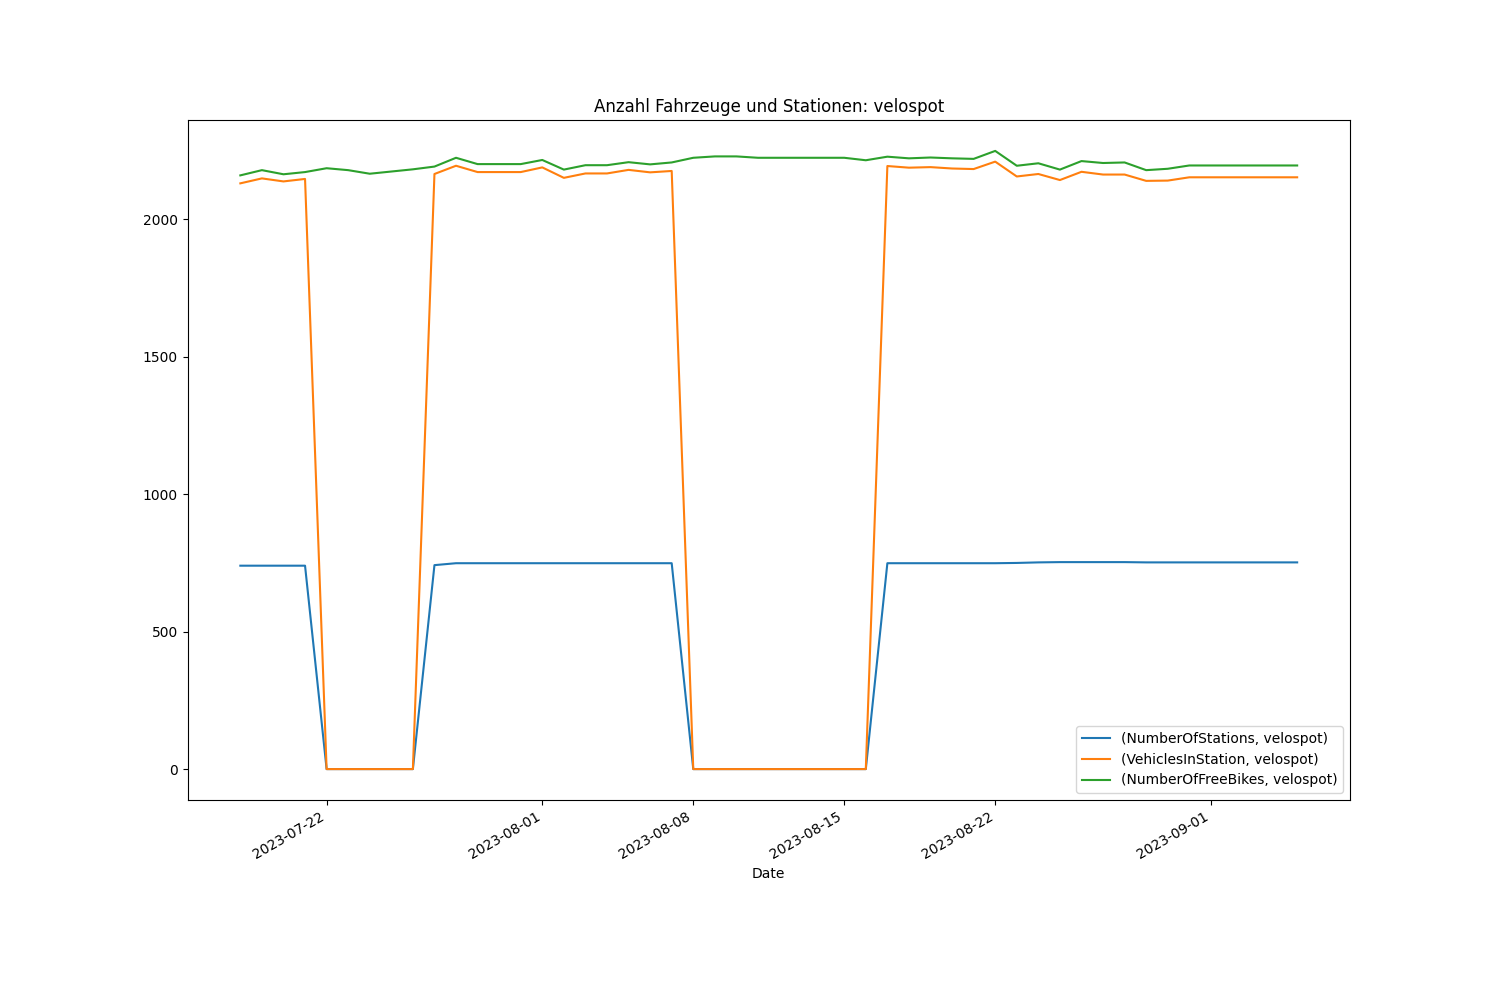 Anzahl Fahrzeuge und Stationen: velospot
2000
1500
1000
500
0
(NumberOfStations, velospot)
(VehiclesInStation, velospot)
(NumberOfFreeBikes, velospot)
2023-07-22
2023-08-01
2023-08-08
2023-08-15
2023-08-22
2023-09-01
Date